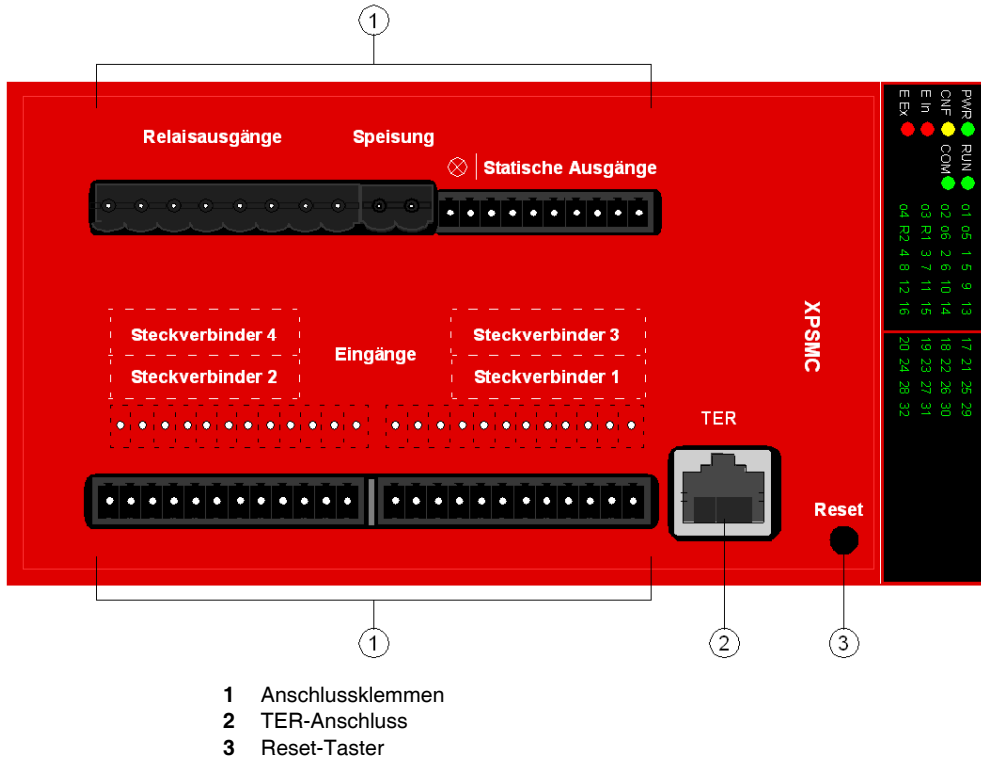 1
Relaisausgänge
Speisung
Statische Ausgänge
PWR RUN o1 o5 1 5 9 13 17 21 25 29
CNF COM o2 o6 2 6 10 14 18 22 26 30
E In o3 R1 3 7 11 15 19 23 27 31
E Ex o4 R2 4 8 12 16 20 24 28 32
XPSMC
Steckverbinder 4
Steckverbinder 2
Eingänge
Steckverbinder 3
Steckverbinder 1
TER
Reset
1
2
3
1 Anschlussklemmen
2 TER-Anschluss
3 Reset-Taster